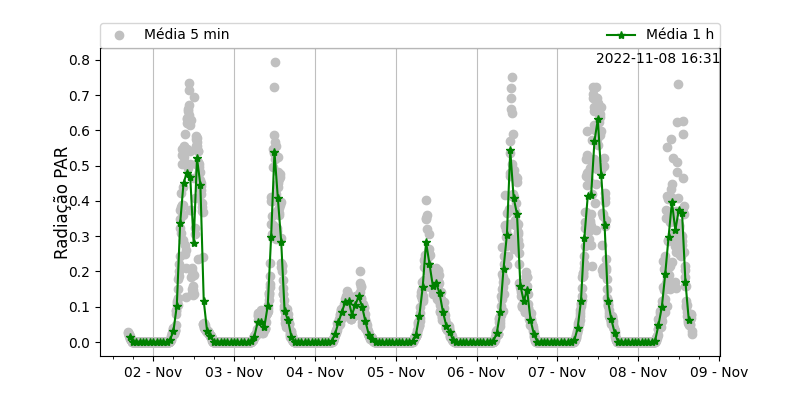 Média 5 min
Média 1 h
2022-11-08 16:31
Radiação PAR
0.8
0.7
0.6
0.5
0.4
0.3
0.2
0.1
0.0
02 - Nov
03 - Nov
04 - Nov
05 - Nov
06 - Nov
07 - Nov
08 - Nov
09 - Nov